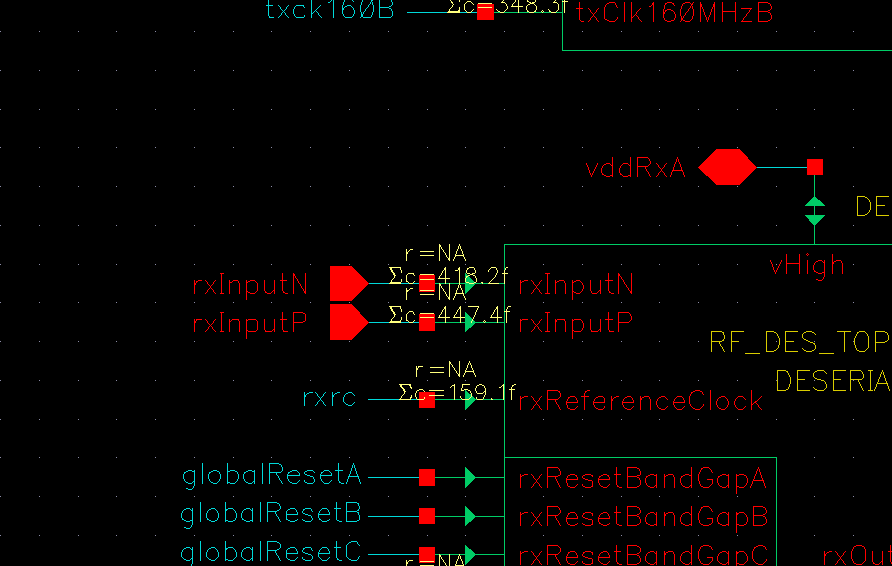 txck160B Σc=348.3f txClk160MHzB
vddRxA
DE
r=NA
vHigh
rxInputN Σc=418.2f rxInputN
r=NA
rxInputP Σc=447.4f rxInputP
RF_DES_TOP
r=NA
DESERIA
rxrc Σc=159.1f rxReferenceClock
globalResetA rxResetBandGapA
globalResetB rxResetBandGapB
globalResetC rxResetBandGapC rxOut
r=NA